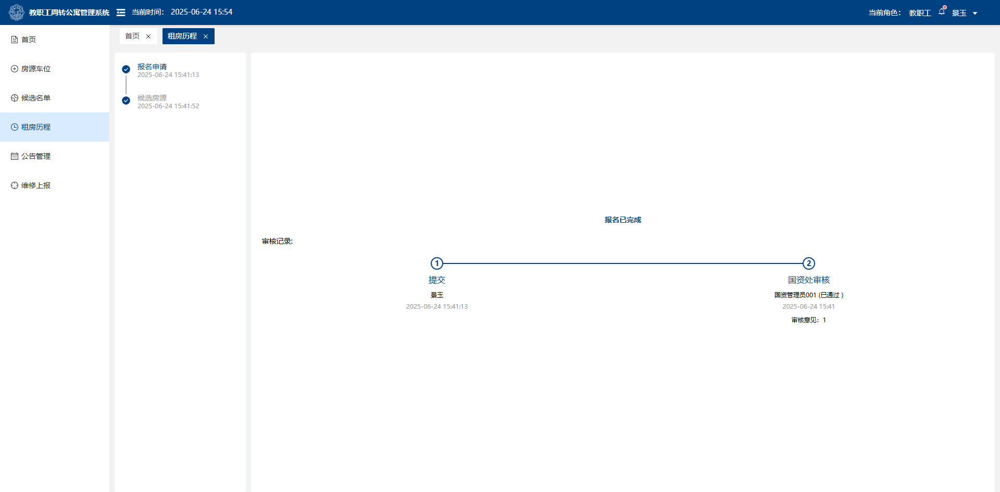 教职工周转公寓管理系统
当前时间： 2025-06-24 15:54
当前角色： 教职工
景玉
首页
房源车位
候选名单
租房历程
公告管理
维修上报
首页
租房历程
报名申请
2025-06-24 15:41:13
候选房源
2025-06-24 15:41:52
报名已完成
审核记录:
1
提交
景玉
2025-06-24 15:41:13
2
国资处审核
国资管理员001 (已通过 )
2025-06-24 15:41
审核意见：1